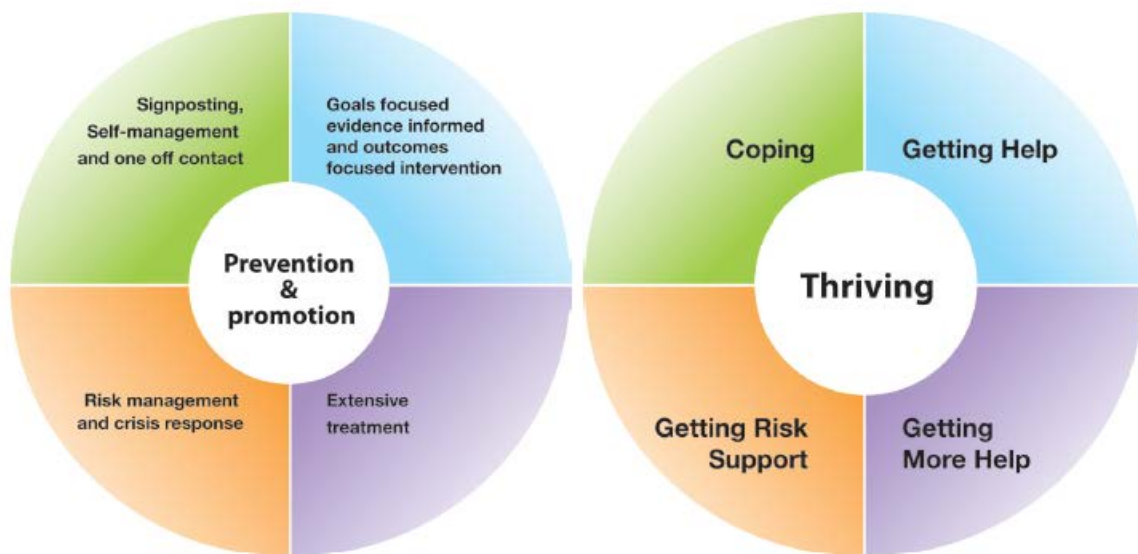 Signposting,
Self-management
and one off contact
Goals focused
evidence informed
and outcomes
focused intervention
Prevention
&
promotion
Risk management
and crisis response
Extensive
treatment
Coping
Getting Help
Thriving
Getting Risk
Support
Getting
More Help